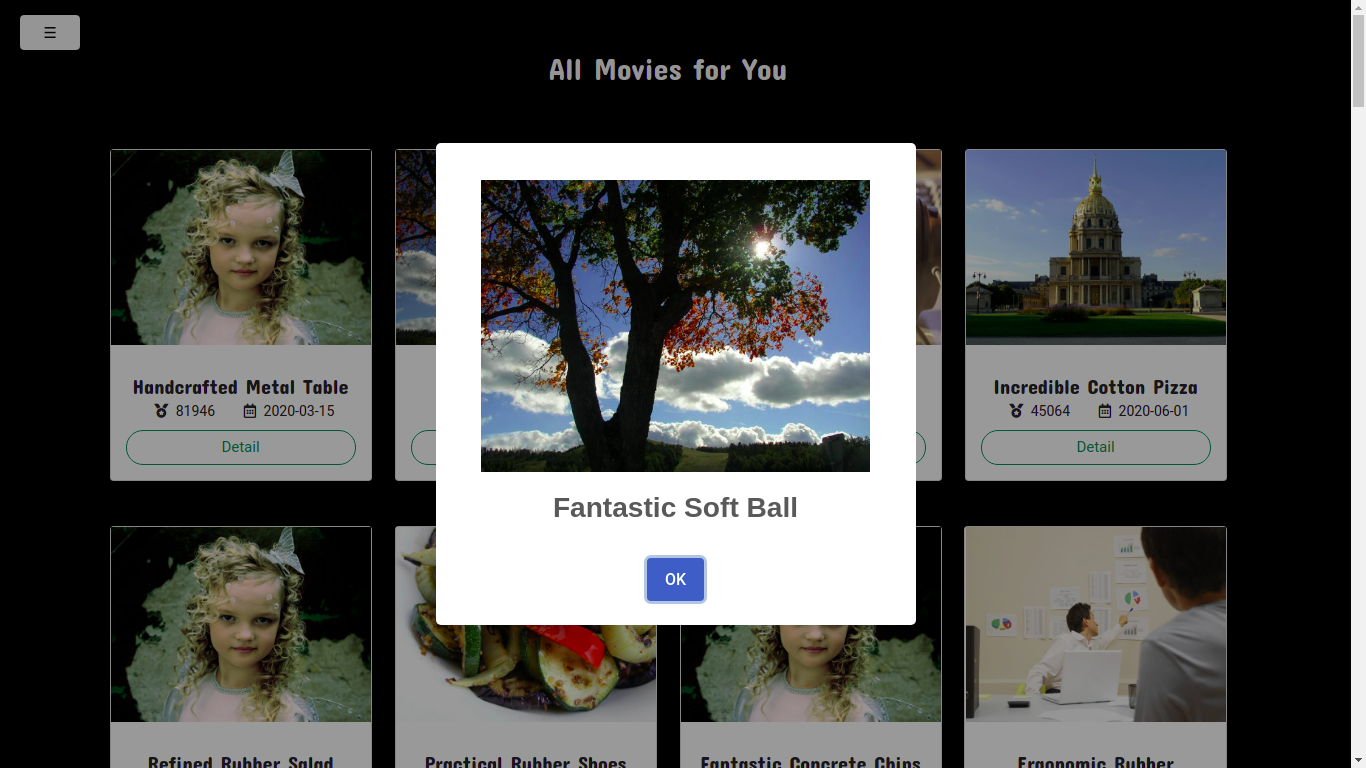 ☰
All Movies for You
Handcrafted Metal Table
81946 2020-03-15
Detail
Fantastic Soft Ball
OK
Incredible Cotton Pizza
45064 2020-06-01
Detail
Refined Rubber Salad
Practical Rubber Shoes
Fantastic Concrete Chips
Ergonomic Rubber